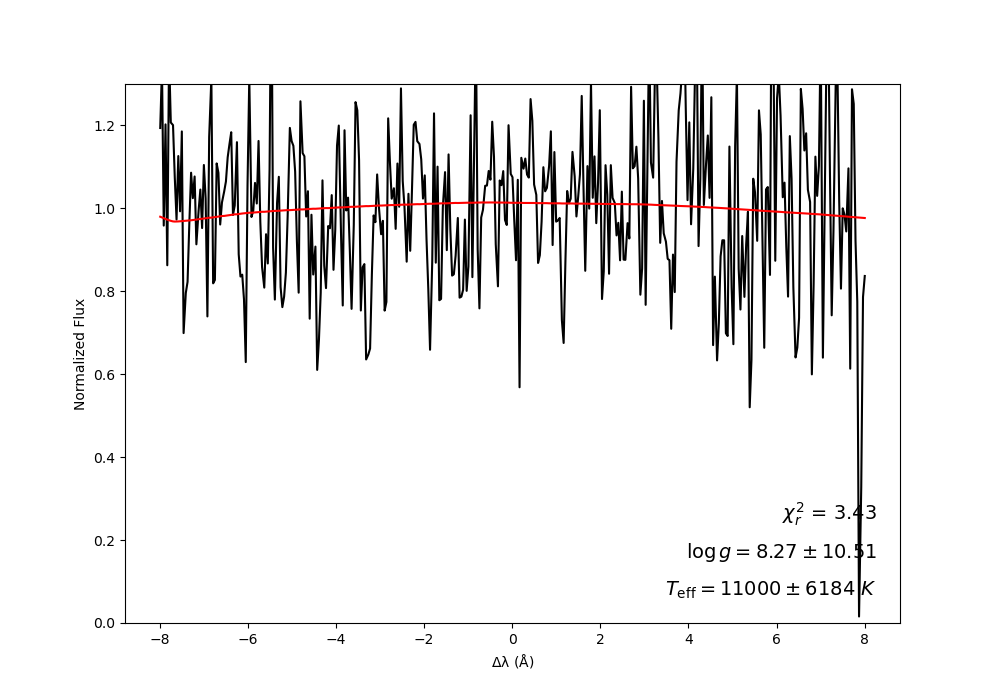 1.2
1.0
0.8
0.6
0.4
0.2
0.0
Normalized Flux
χ²ᵣ = 3.43
log g = 8.27 ± 10.51
T_eff = 11000 ± 6184 K
−8 −6 −4 −2 0 2 4 6 8
Δλ (Å)